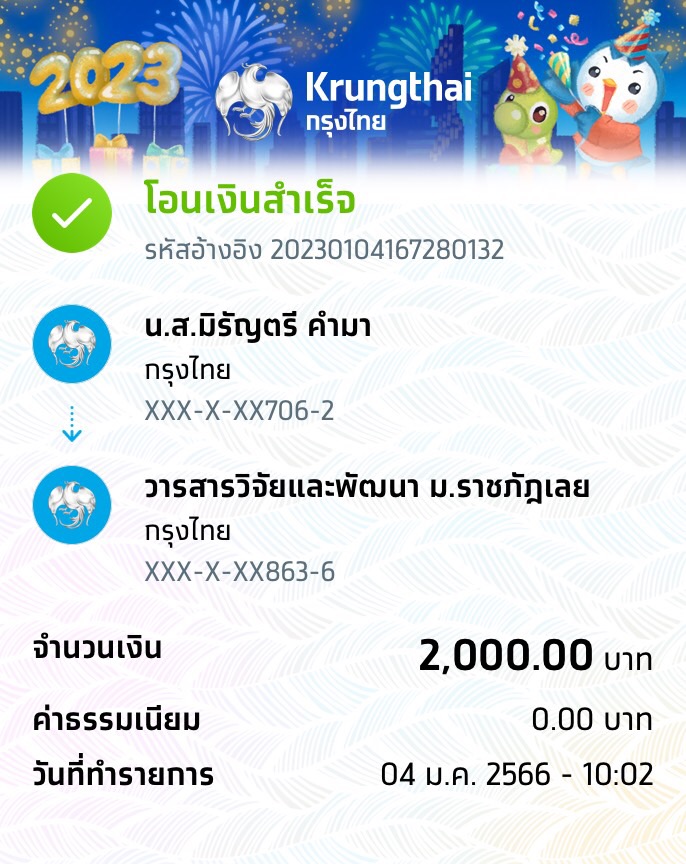 2023
Krungthai
กรุงไทย
โอนเงินสำเร็จ
รหัสอ้างอิง 20230104167280132
น.ส.มิรัญตรี คำมา
กรุงไทย
XXX-X-XX706-2
วารสารวิจัยและพัฒนา ม.ราชภัฎเลย
กรุงไทย
XXX-X-XX863-6
จำนวนเงิน 2,000.00 บาท
ค่าธรรมเนียม 0.00 บาท
วันที่ทำรายการ 04 ม.ค. 2566 - 10:02